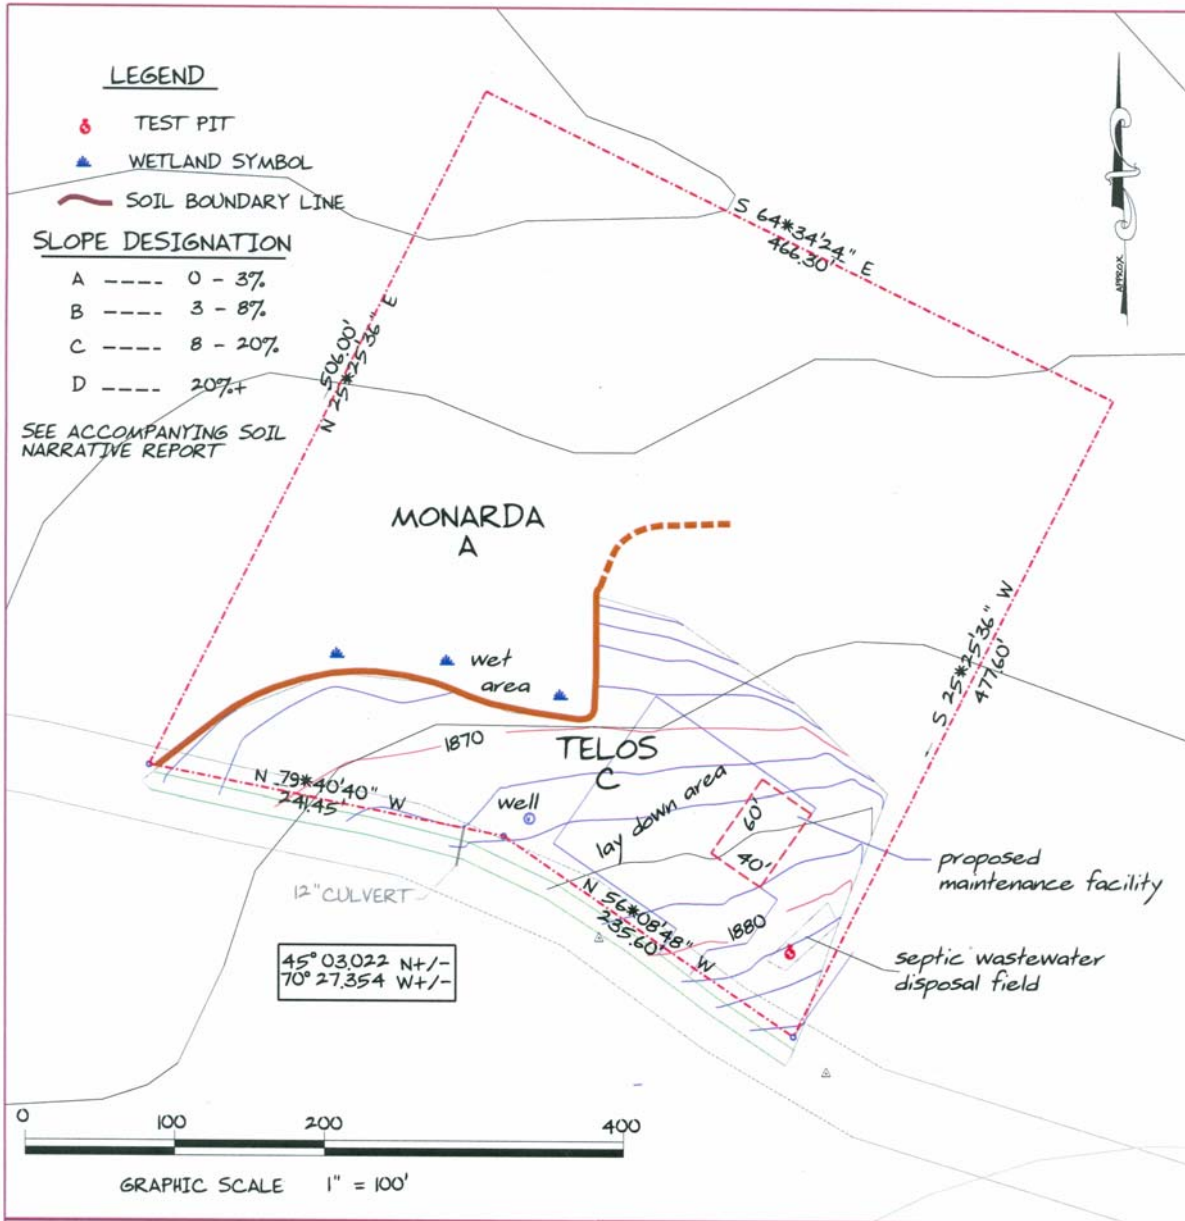 LEGEND
TEST PIT
WETLAND SYMBOL
SOIL BOUNDARY LINE
SLOPE DESIGNATION
A ---- 0 - 3%
B ---- 3 - 8%
C ---- 8 - 20%
D ---- 20%+
SEE ACCOMPANYING SOIL
NARRATIVE REPORT
APPROX
S 64*34'24" E
466.30'
506.00'
N 25*25'36" E
MONARDA
A
wet
area
S 25*25'36" W
477.60'
1870
TELOS
C
N 79*40'40" W
241.45'
well
lay down area
60'
40'
proposed
maintenance facility
12" CULVERT
N 56*08'48" W
235.60'
1880
septic wastewater
disposal field
45° 03.022 N+/-
70° 27.354 W+/-
0 100 200 400
GRAPHIC SCALE 1" = 100'